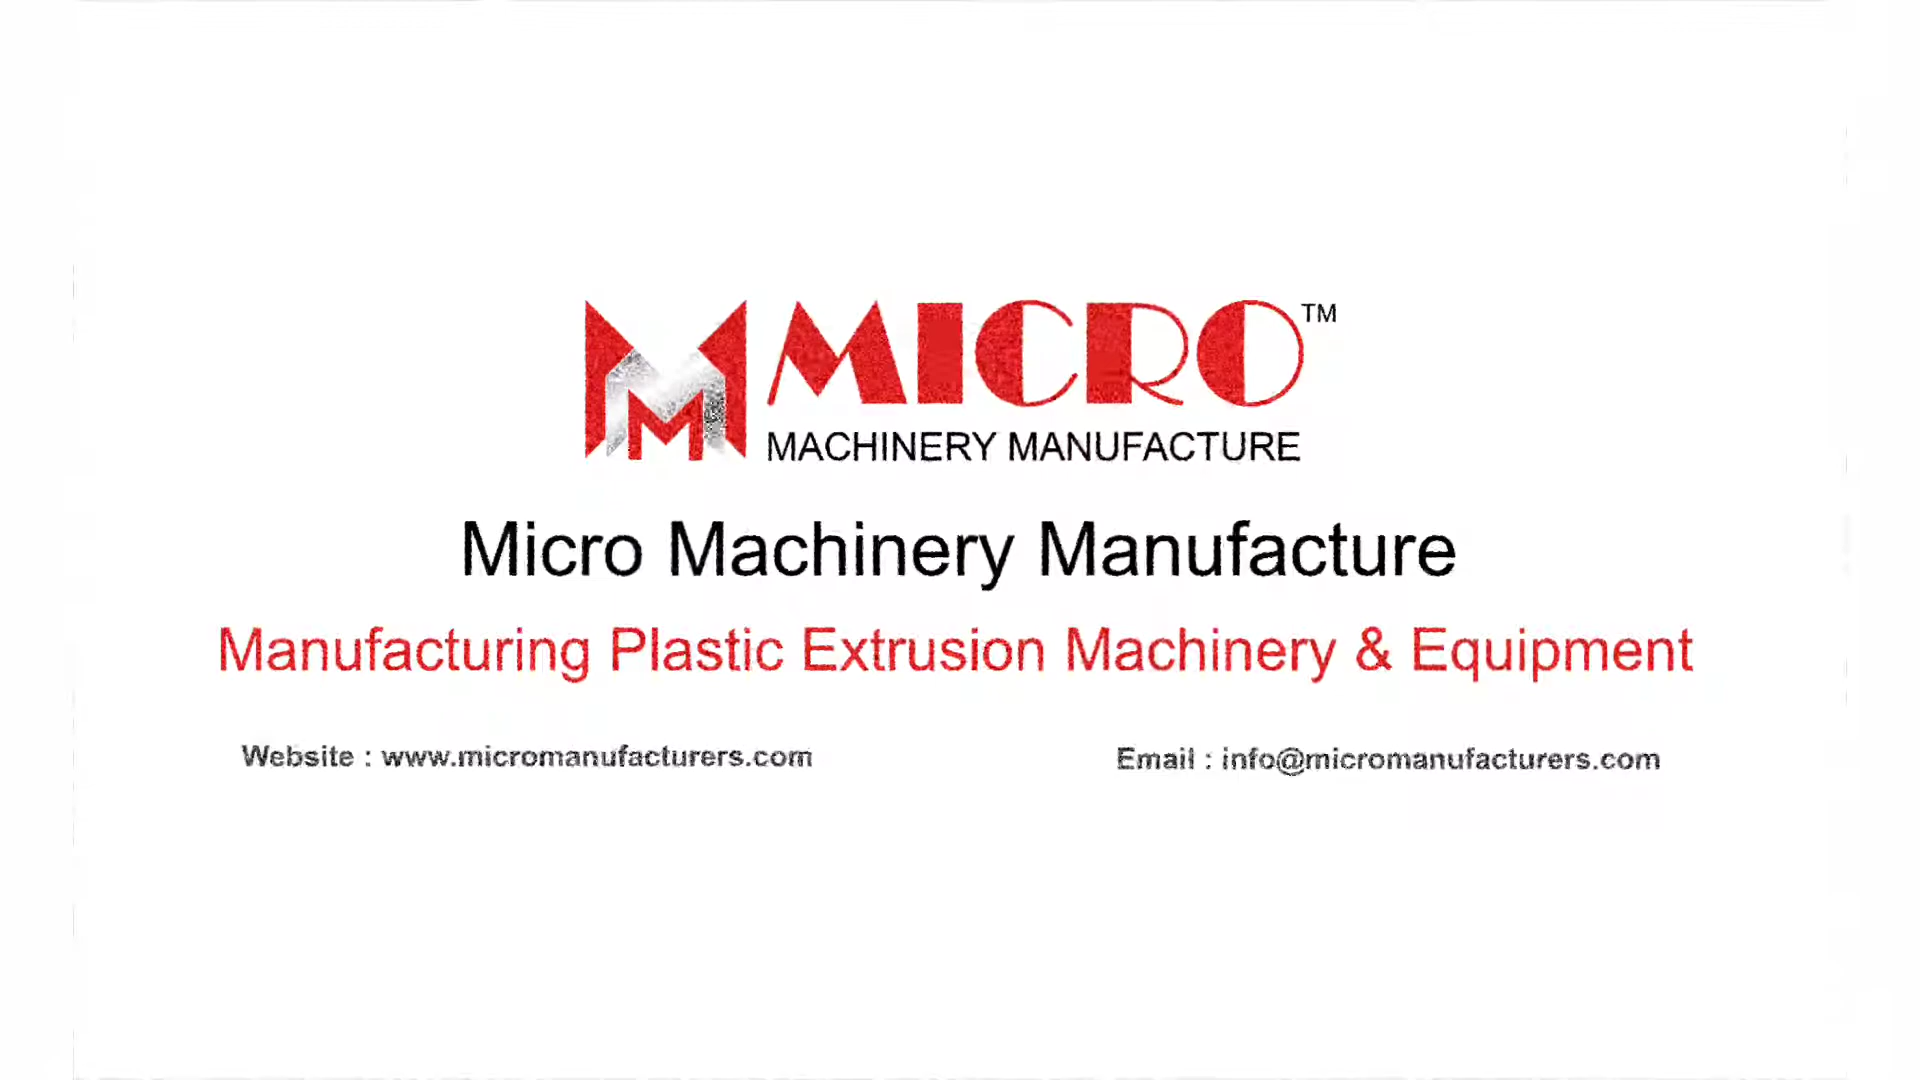 MICRO™
MACHINERY MANUFACTURE
Micro Machinery Manufacture
Manufacturing Plastic Extrusion Machinery & Equipment
Website : www.micromanufacturers.com
Email : info@micromanufacturers.com